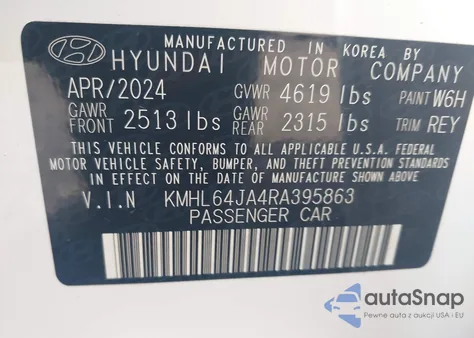 MANUFACTURED IN KOREA BY
HYUNDAI MOTOR COMPANY
APR/2024 GVWR 4619 lbs PAINT W6H
GAWR FRONT 2513 lbs GAWR REAR 2315 lbs TRIM REY
THIS VEHICLE CONFORMS TO ALL APPLICABLE U.S.A. FEDERAL
MOTOR VEHICLE SAFETY, BUMPER, AND THEFT PREVENTION STANDARDS
IN EFFECT ON THE DATE OF MANUFACTURE SHOWN ABOVE.
V.I.N KMHL64JA4RA395863
PASSENGER CAR
autoSnap
Pewne auta z aukcji USA i EU